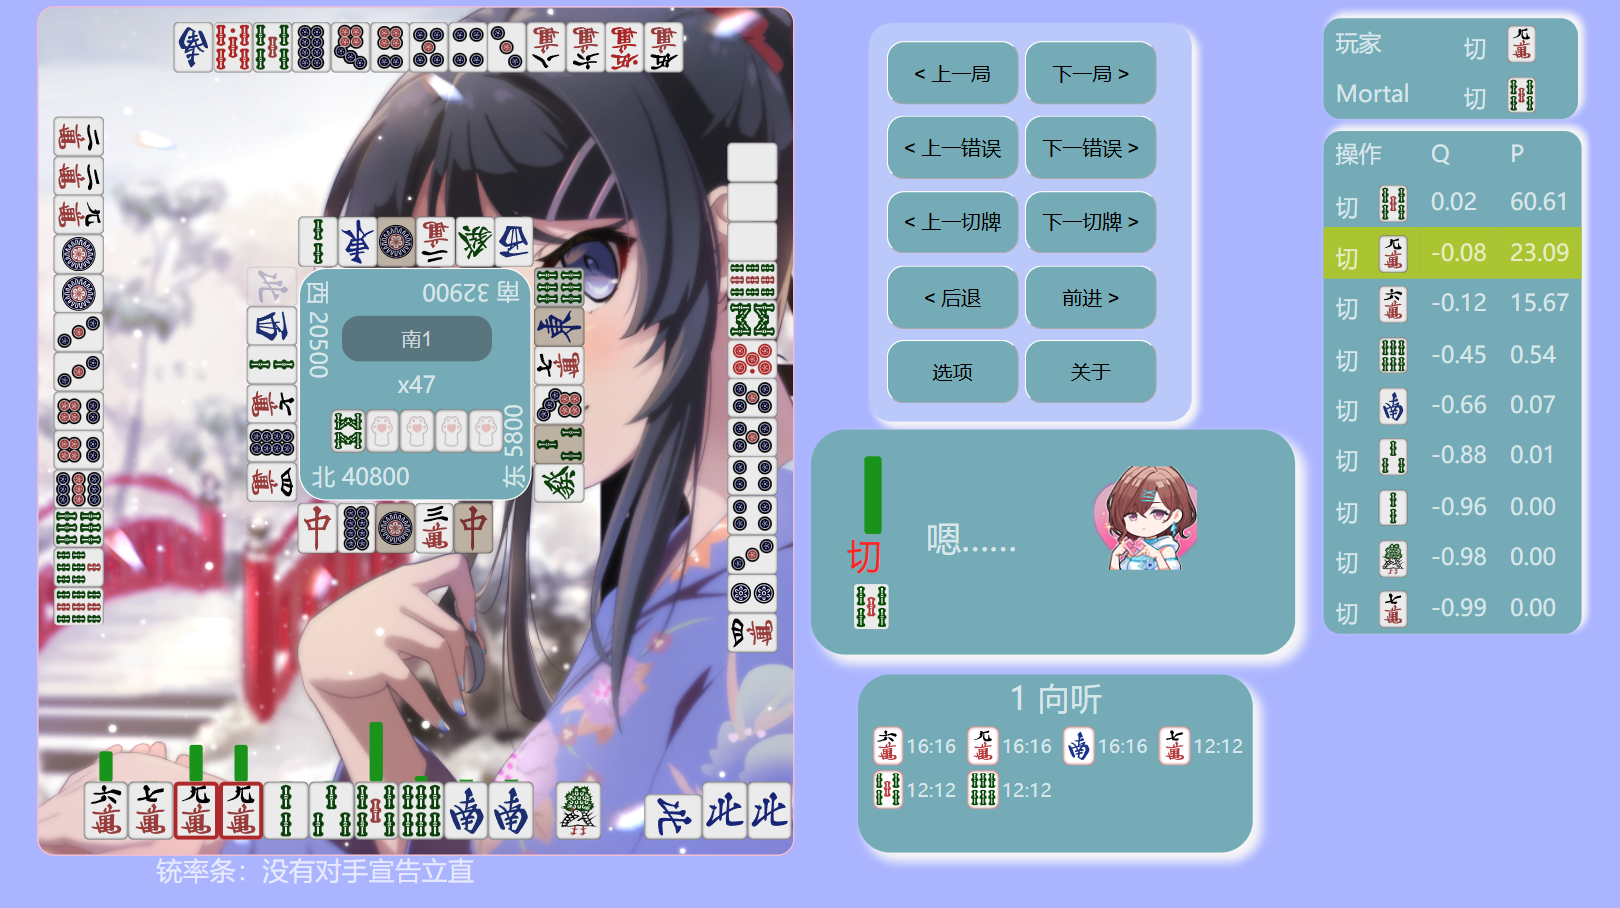 < 上一局
下一局 >
< 上一错误
下一错误 >
< 上一切牌
下一切牌 >
< 后退
前进 >
选项
关于
玩家 切
Mortal 切
操作 Q P
切 0.02 60.61
切 -0.08 23.09
切 -0.12 15.67
切 -0.45 0.54
切 -0.66 0.07
切 -0.88 0.01
切 -0.96 0.00
切 -0.98 0.00
切 -0.99 0.00
南 32900
西 20500
南1
x47
东 5800
北 40800
切
嗯......
1 向听
16:16 16:16 16:16 12:12
12:12 12:12
铳率条：没有对手宣告立直